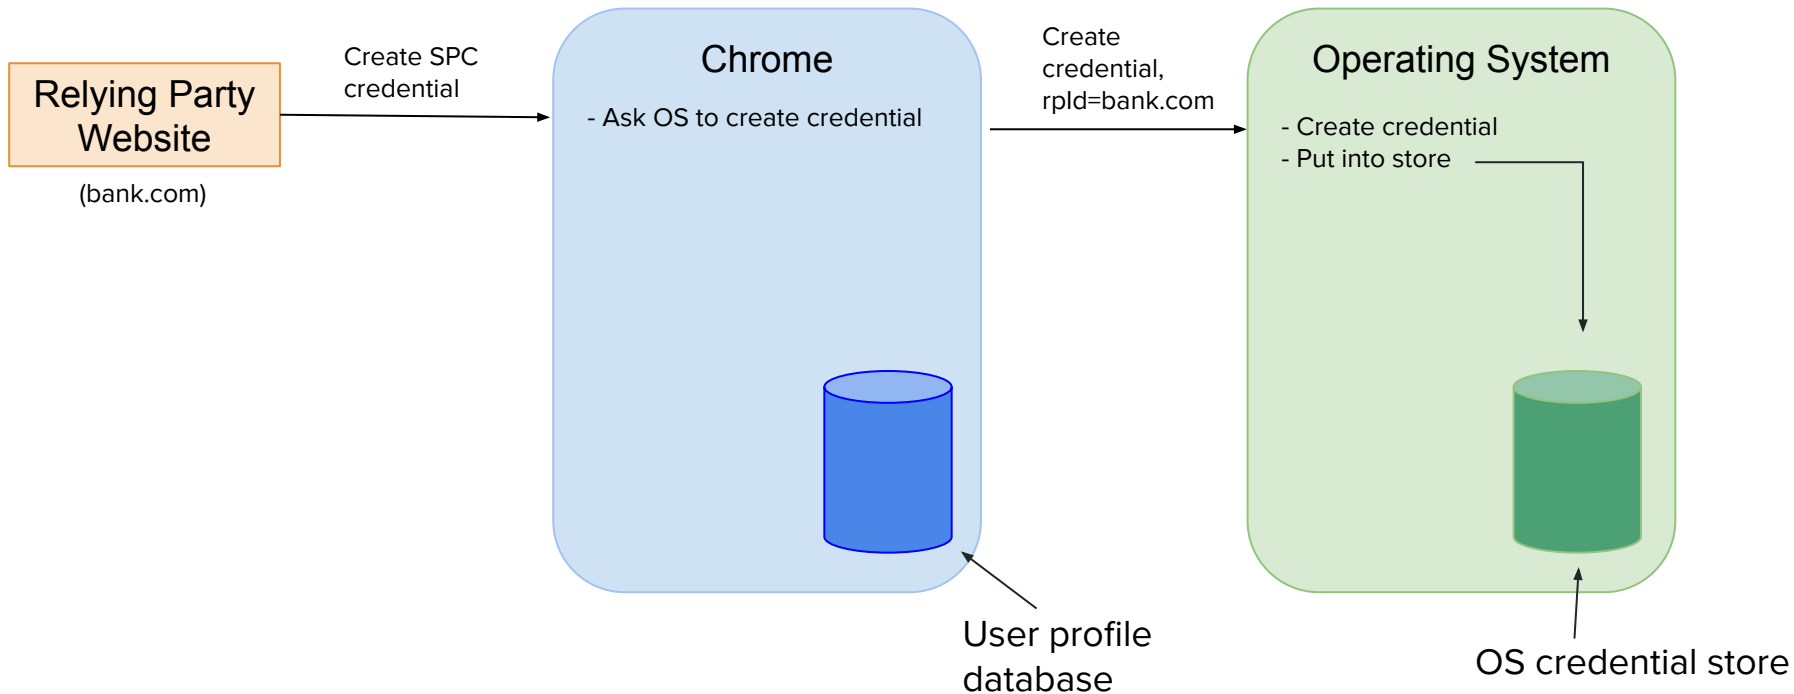 Relying Party
Website
(bank.com)
Create SPC
credential
Chrome
- Ask OS to create credential
Create
credential,
rpId=bank.com
Operating System
- Create credential
- Put into store
User profile
database
OS credential store